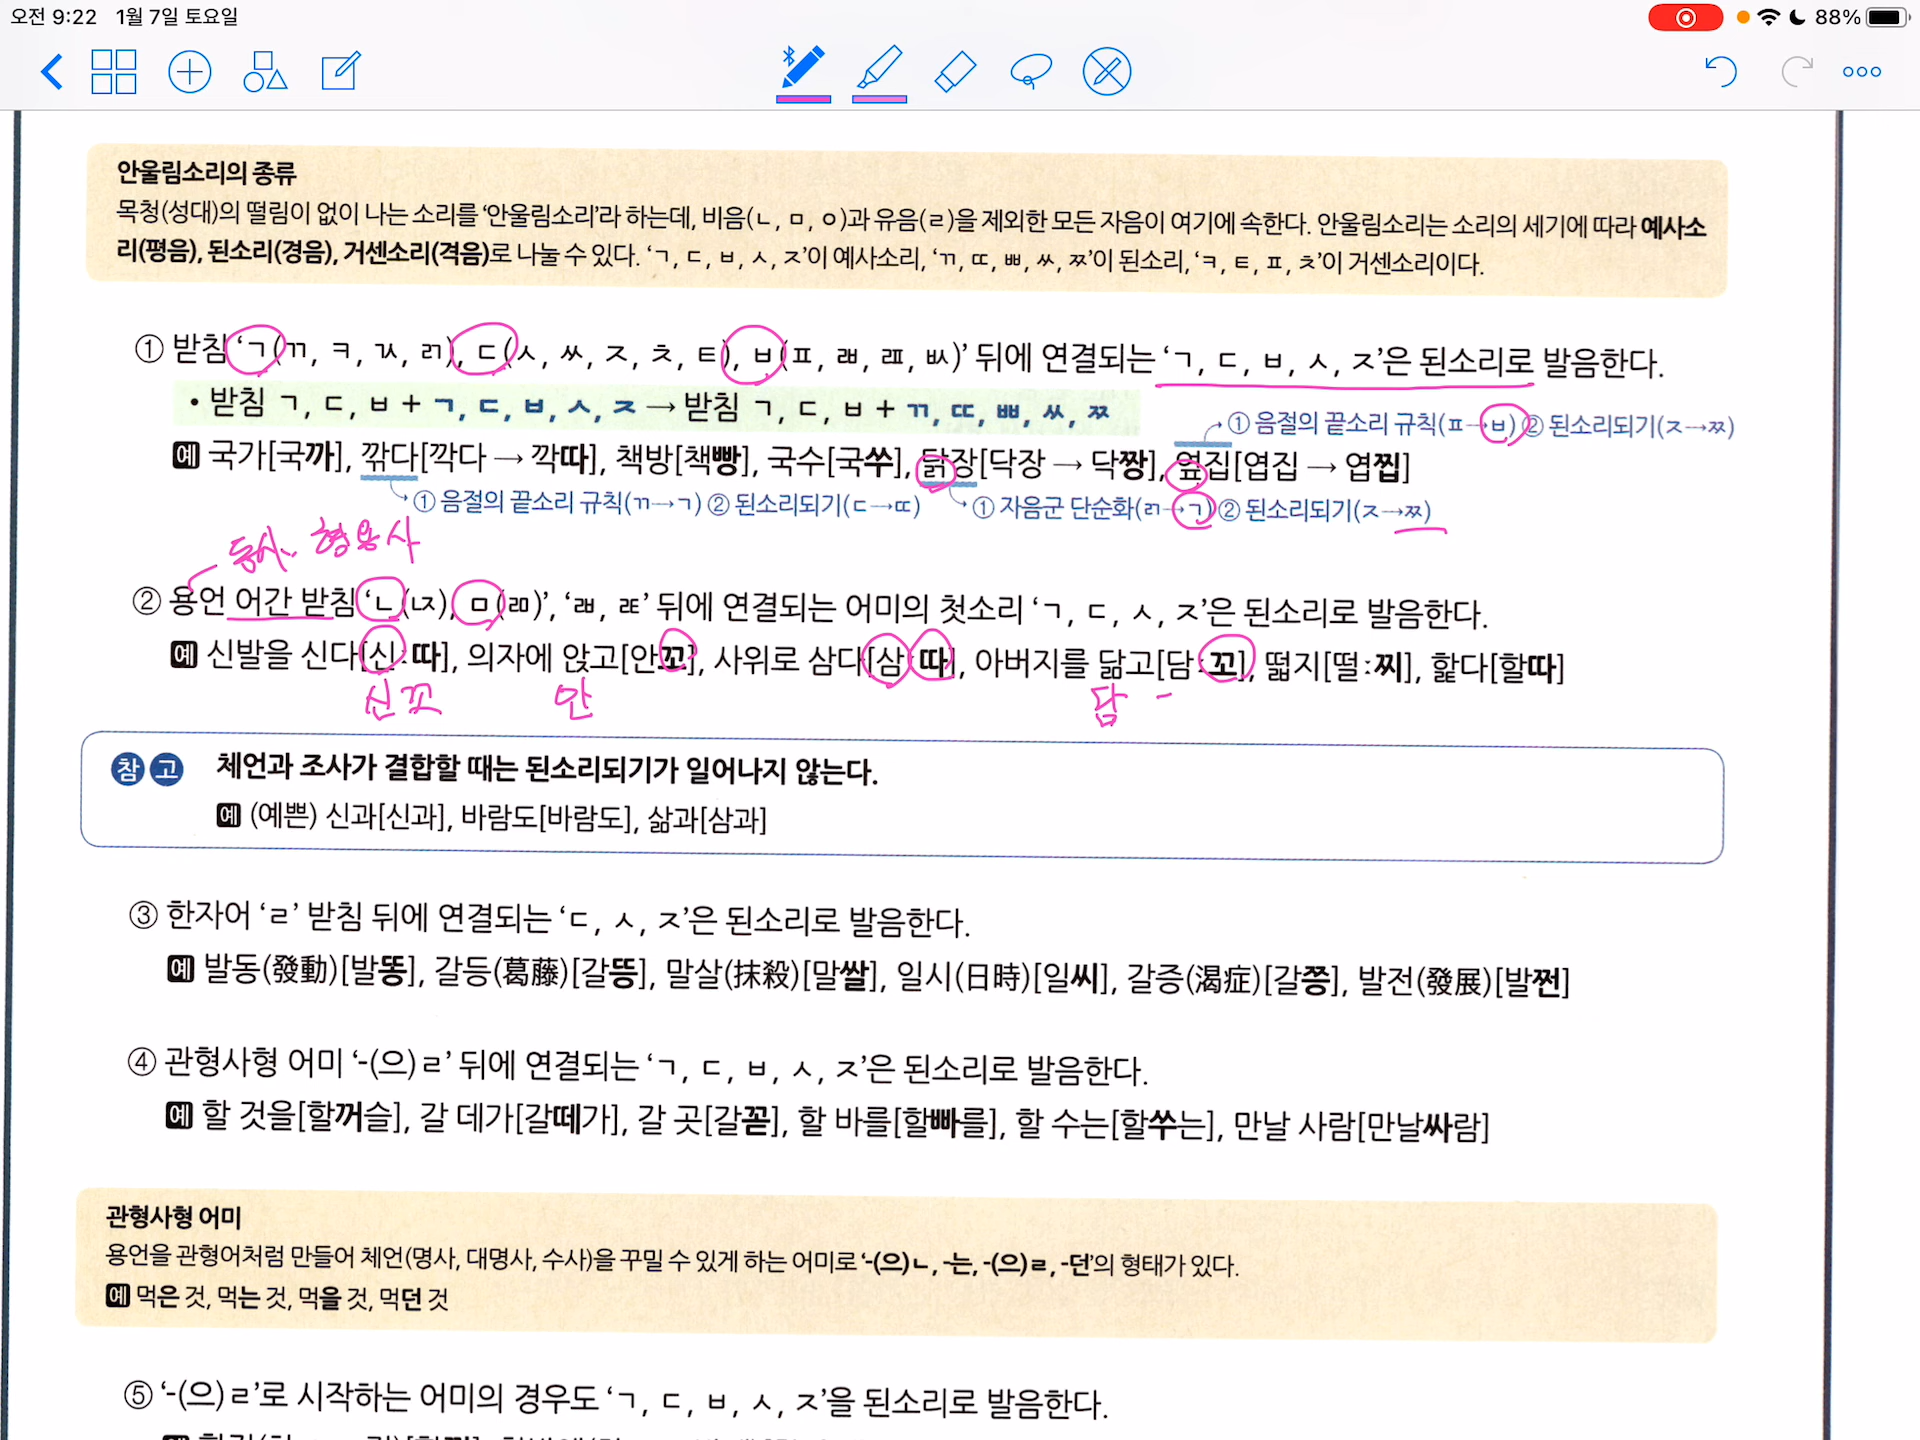 오전 9:22 1월 7일 토요일 88%
안울림소리의 종류
목청(성대)의 떨림이 없이 나는 소리를 ‘안울림소리’라 하는데, 비음(ㄴ, ㅁ, ㅇ)과 유음(ㄹ)을 제외한 모든 자음이 여기에 속한다. 안울림소리는 소리의 세기에 따라 예사소
리(평음), 된소리(경음), 거센소리(격음)로 나눌 수 있다. ‘ㄱ, ㄷ, ㅂ, ㅅ, ㅈ’이 예사소리, ‘ㄲ, ㄸ, ㅃ, ㅆ, ㅉ’이 된소리, ‘ㅋ, ㅌ, ㅍ, ㅊ’이 거센소리이다.
① 받침 ‘ㄱ(ㄲ, ㅋ, ㄳ, ㄺ), ㄷ(ㅅ, ㅆ, ㅈ, ㅊ, ㅌ), ㅂ(ㅍ, ㄼ, ㄿ, ㅄ)’ 뒤에 연결되는 ‘ㄱ, ㄷ, ㅂ, ㅅ, ㅈ’은 된소리로 발음한다.
• 받침 ㄱ, ㄷ, ㅂ + ㄱ, ㄷ, ㅂ, ㅅ, ㅈ → 받침 ㄱ, ㄷ, ㅂ + ㄲ, ㄸ, ㅃ, ㅆ, ㅉ
① 음절의 끝소리 규칙(ㅍ→ㅂ) ② 된소리되기(ㅈ→ㅉ)
예 국가[국까], 깎다[깍다 → 깍따], 책방[책빵], 국수[국쑤], 닭장[닥장 → 닥짱], 옆집[엽집 → 엽찝]
① 음절의 끝소리 규칙(ㄲ→ㄱ) ② 된소리되기(ㄷ→ㄸ) ① 자음군 단순화(ㄺ→ㄱ) ② 된소리되기(ㅈ→ㅉ)
동사, 형용사
② 용언 어간 받침 ‘ㄴ(ㄵ), ㅁ(ㄻ)’, ‘ㄼ, ㄾ’ 뒤에 연결되는 어미의 첫소리 ‘ㄱ, ㄷ, ㅅ, ㅈ’은 된소리로 발음한다.
예 신발을 신다[신ː따], 의자에 앉고[안꼬], 사위로 삼다[삼따], 아버지를 닮고[담ː꼬], 떫지[떨ː찌], 핥다[할따]
신꼬 안 담 -
참고 체언과 조사가 결합할 때는 된소리되기가 일어나지 않는다.
예 (예쁜) 신과[신과], 바람도[바람도], 삶과[삼과]
③ 한자어 ‘ㄹ’ 받침 뒤에 연결되는 ‘ㄷ, ㅅ, ㅈ’은 된소리로 발음한다.
예 발동(發動)[발똥], 갈등(葛藤)[갈뜽], 말살(抹殺)[말쌀], 일시(日時)[일씨], 갈증(渴症)[갈쯩], 발전(發展)[발쩐]
④ 관형사형 어미 ‘-(으)ㄹ’ 뒤에 연결되는 ‘ㄱ, ㄷ, ㅂ, ㅅ, ㅈ’은 된소리로 발음한다.
예 할 것을[할꺼슬], 갈 데가[갈떼가], 갈 곳[갈꼳], 할 바를[할빠를], 할 수는[할쑤는], 만날 사람[만날싸람]
관형사형 어미
용언을 관형어처럼 만들어 체언(명사, 대명사, 수사)을 꾸밀 수 있게 하는 어미로 ‘-(으)ㄴ, -는, -(으)ㄹ, -던’의 형태가 있다.
예 먹은 것, 먹는 것, 먹을 것, 먹던 것
⑤ ‘-(으)ㄹ’로 시작하는 어미의 경우도 ‘ㄱ, ㄷ, ㅂ, ㅅ, ㅈ’을 된소리로 발음한다.